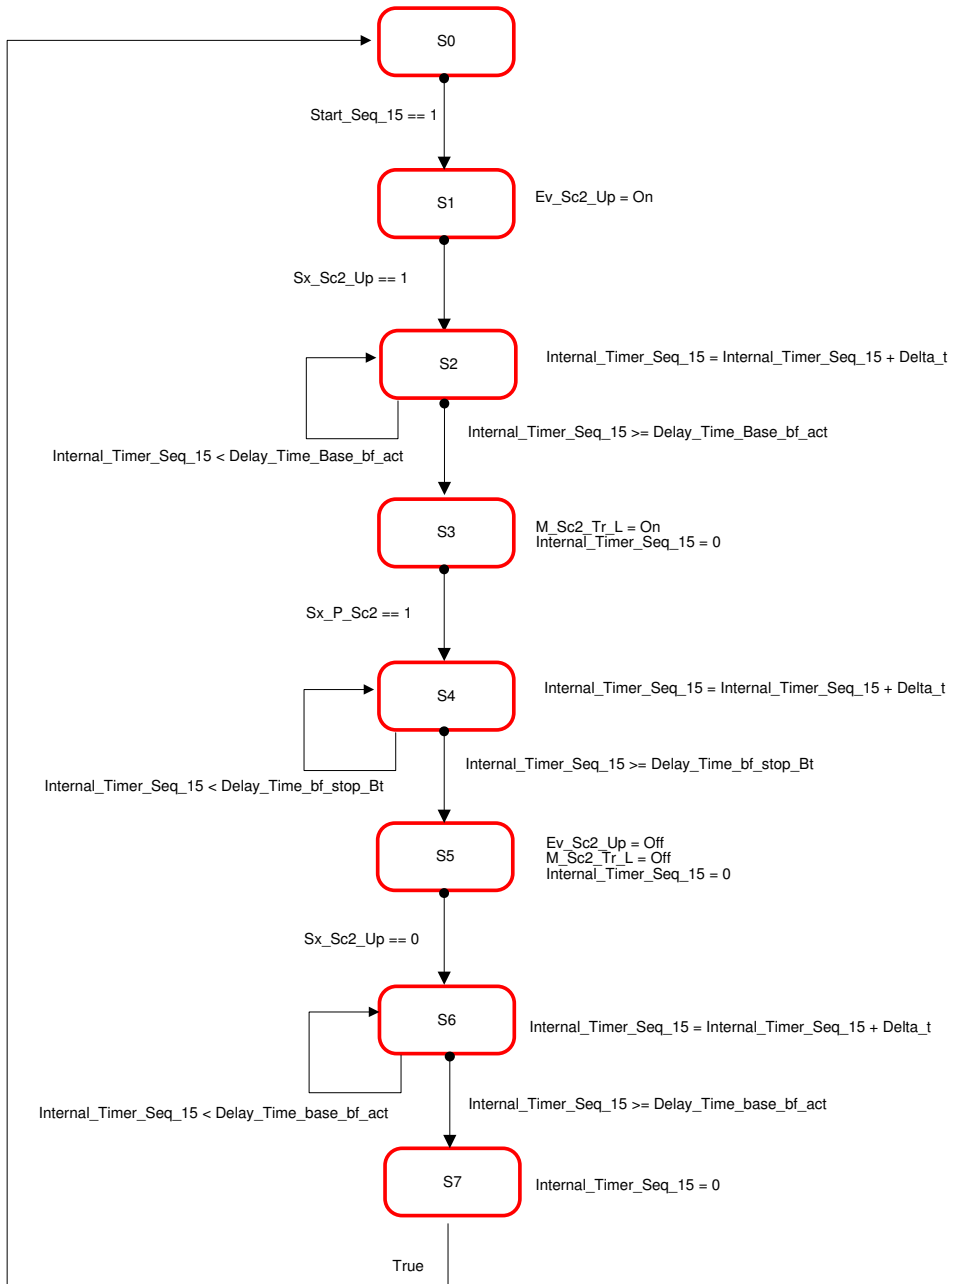 S0
Start_Seq_15 == 1
S1
Ev_Sc2_Up = On
Sx_Sc2_Up == 1
S2
Internal_Timer_Seq_15 = Internal_Timer_Seq_15 + Delta_t
Internal_Timer_Seq_15 >= Delay_Time_Base_bf_act
Internal_Timer_Seq_15 < Delay_Time_Base_bf_act
S3
M_Sc2_Tr_L = On
Internal_Timer_Seq_15 = 0
Sx_P_Sc2 == 1
S4
Internal_Timer_Seq_15 = Internal_Timer_Seq_15 + Delta_t
Internal_Timer_Seq_15 >= Delay_Time_bf_stop_Bt
Internal_Timer_Seq_15 < Delay_Time_bf_stop_Bt
S5
Ev_Sc2_Up = Off
M_Sc2_Tr_L = Off
Internal_Timer_Seq_15 = 0
Sx_Sc2_Up == 0
S6
Internal_Timer_Seq_15 = Internal_Timer_Seq_15 + Delta_t
Internal_Timer_Seq_15 >= Delay_Time_base_bf_act
Internal_Timer_Seq_15 < Delay_Time_base_bf_act
S7
Internal_Timer_Seq_15 = 0
True